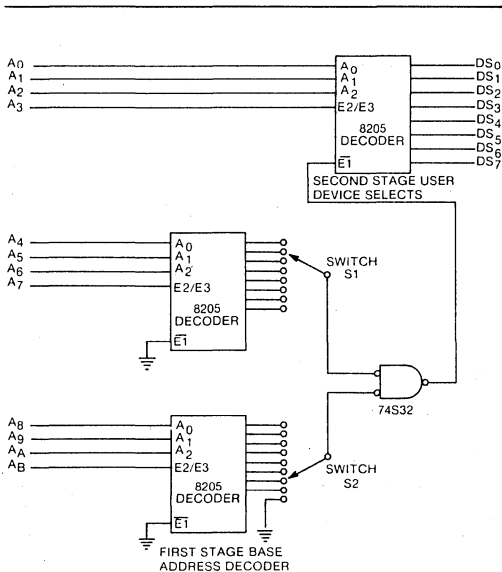 A0
A1
A2
A3
A0
A1
A2
E2/E3
8205
DECODER
E1
DS0
DS1
DS2
DS3
DS4
DS5
DS6
DS7
SECOND STAGE USER
DEVICE SELECTS
A4
A5
A6
A7
A0
A1
A2
E2/E3
8205
DECODER
E1
SWITCH
S1
74S32
A8
A9
AA
AB
A0
A1
A2
E2/E3
8205
DECODER
E1
SWITCH
S2
FIRST STAGE BASE
ADDRESS DECODER